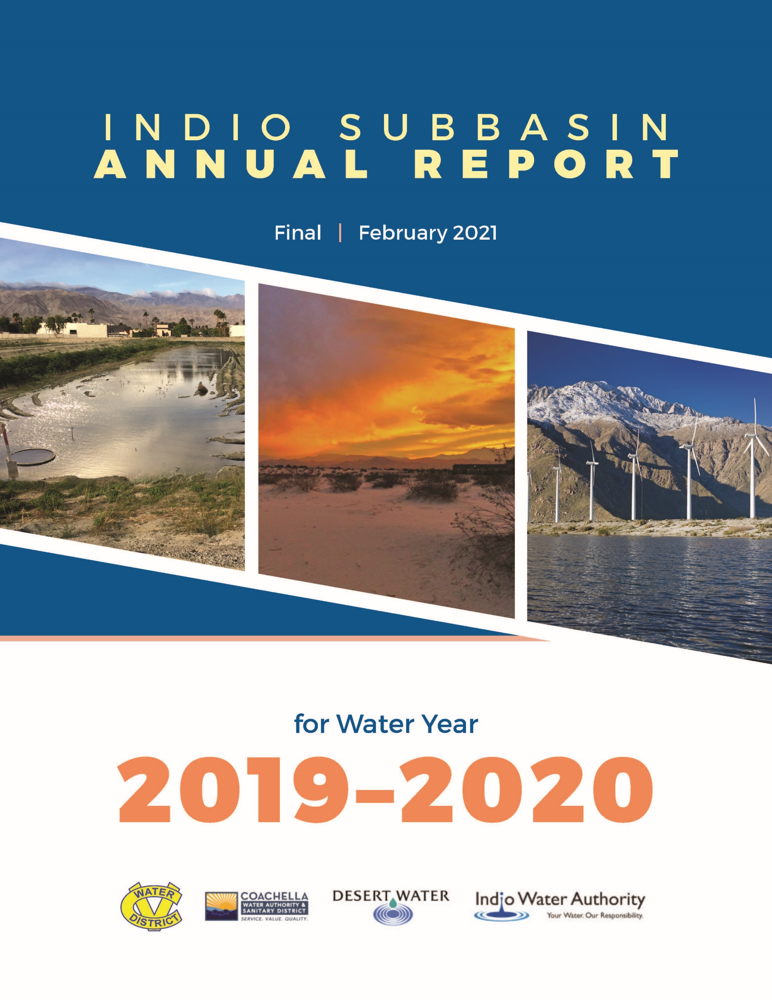 INDIO SUBBASIN
ANNUAL REPORT
Final | February 2021
for Water Year
2019–2020
WATER
CV
DISTRICT
COACHELLA
WATER AUTHORITY &
SANITARY DISTRICT
SERVICE. VALUE. QUALITY.
DESERT WATER
Indio Water Authority
Your Water. Our Responsibility.